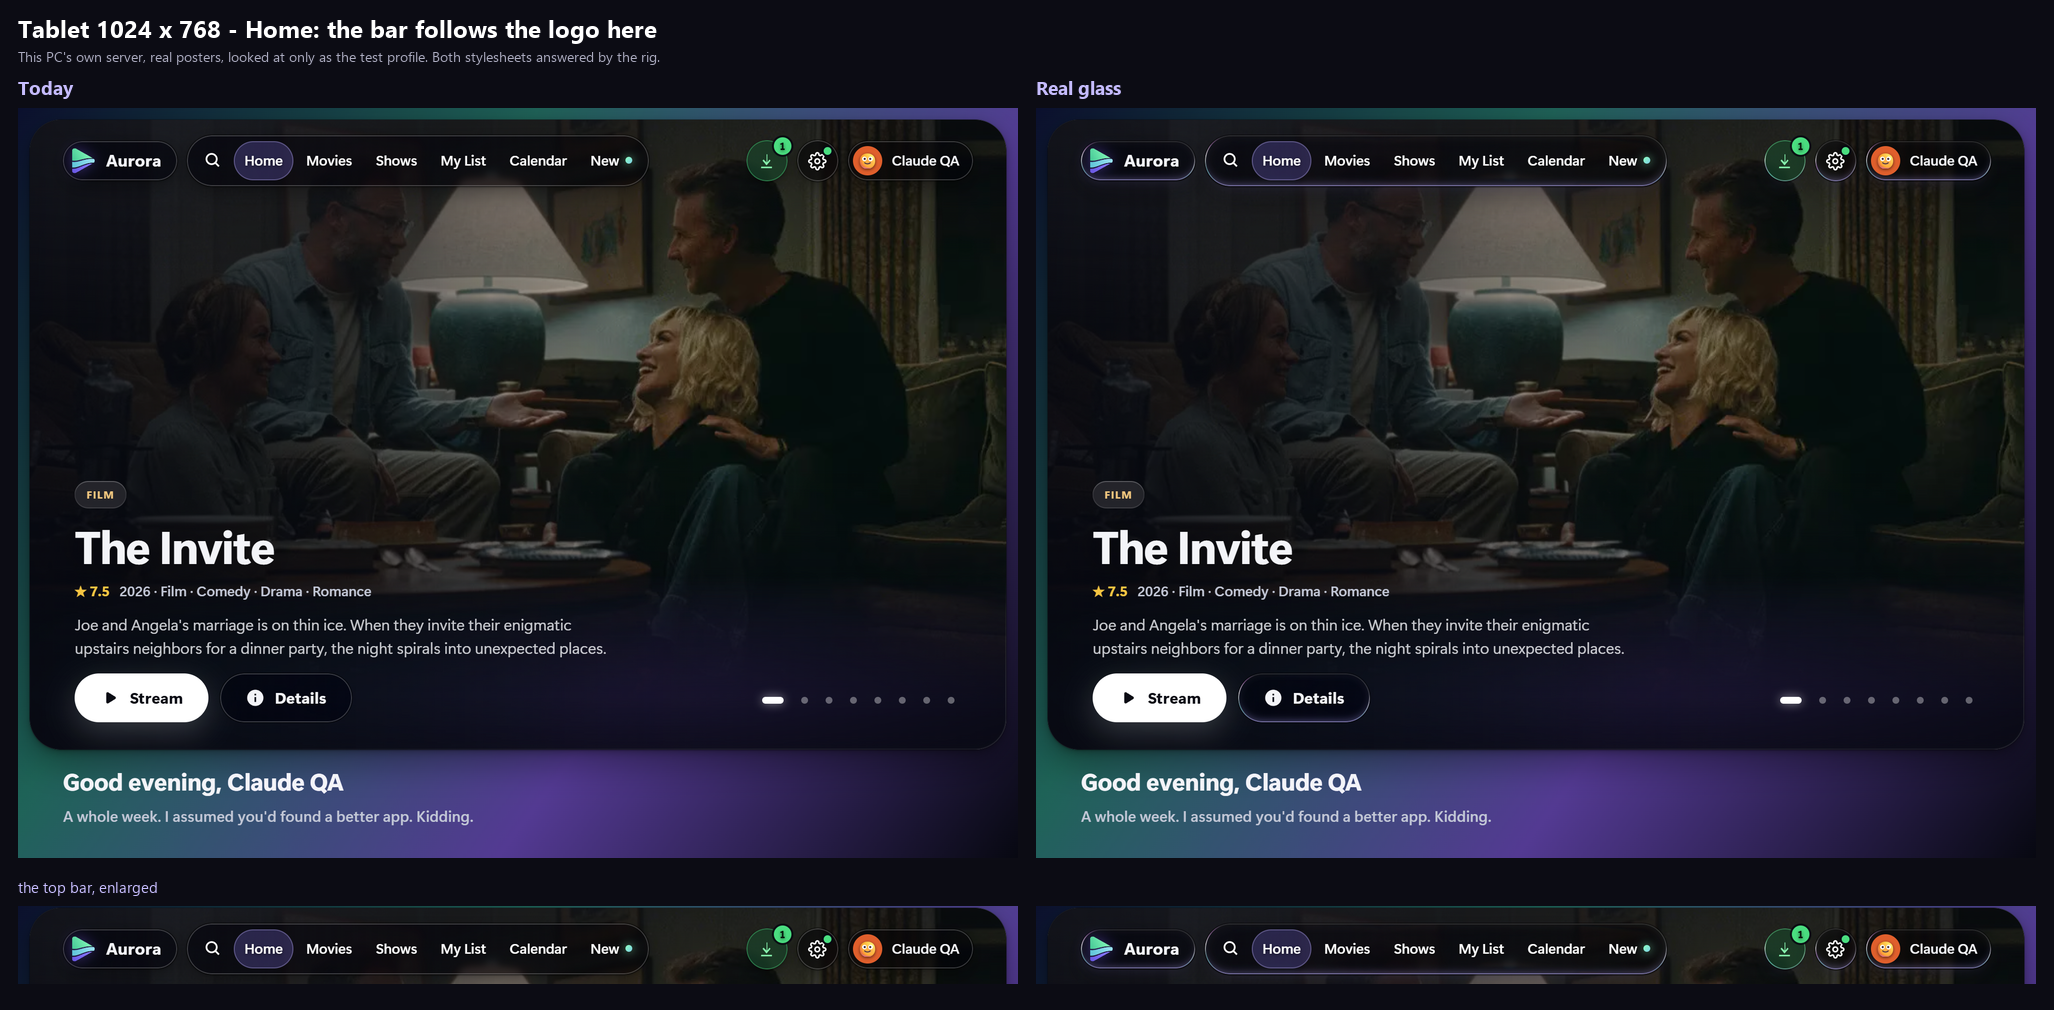 Tablet 1024 x 768 - Home: the bar follows the logo here
This PC's own server, real posters, looked at only as the test profile. Both stylesheets answered by the rig.
Today
Aurora Home Movies Shows My List Calendar New 1 Claude QA
FILM
The Invite
★ 7.5 2026 · Film · Comedy · Drama · Romance
Joe and Angela's marriage is on thin ice. When they invite their enigmatic
upstairs neighbors for a dinner party, the night spirals into unexpected places.
Stream Details
Good evening, Claude QA
A whole week. I assumed you'd found a better app. Kidding.
Real glass
Aurora Home Movies Shows My List Calendar New 1 Claude QA
FILM
The Invite
★ 7.5 2026 · Film · Comedy · Drama · Romance
Joe and Angela's marriage is on thin ice. When they invite their enigmatic
upstairs neighbors for a dinner party, the night spirals into unexpected places.
Stream Details
Good evening, Claude QA
A whole week. I assumed you'd found a better app. Kidding.
the top bar, enlarged
Aurora Home Movies Shows My List Calendar New 1 Claude QA
Aurora Home Movies Shows My List Calendar New 1 Claude QA